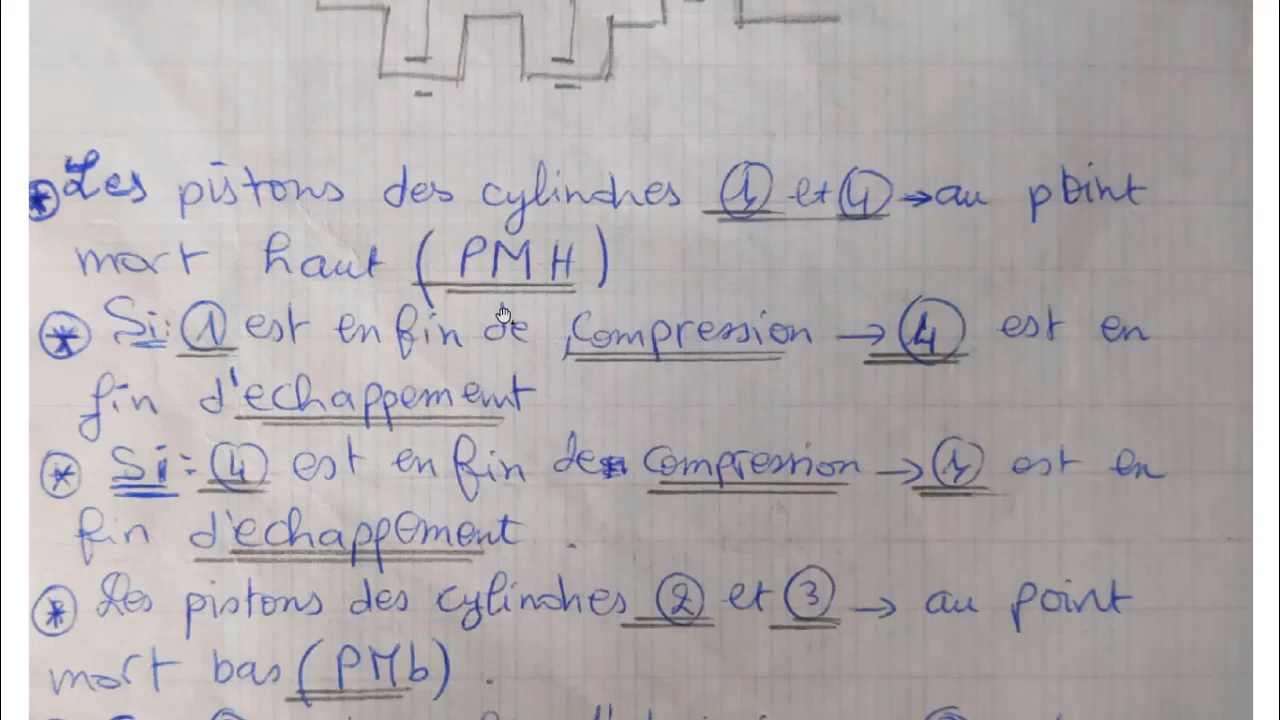 * Les pistons des cylindres ① et ④ → au point
mort haut (PMH)
* Si: ① est en fin de compression → ④ est en
fin d'echappement
* Si: ④ est en fin de compression → ① est en
fin d'echappement.
* Les pistons des cylindres ② et ③ → au point
mort bas (PMb).